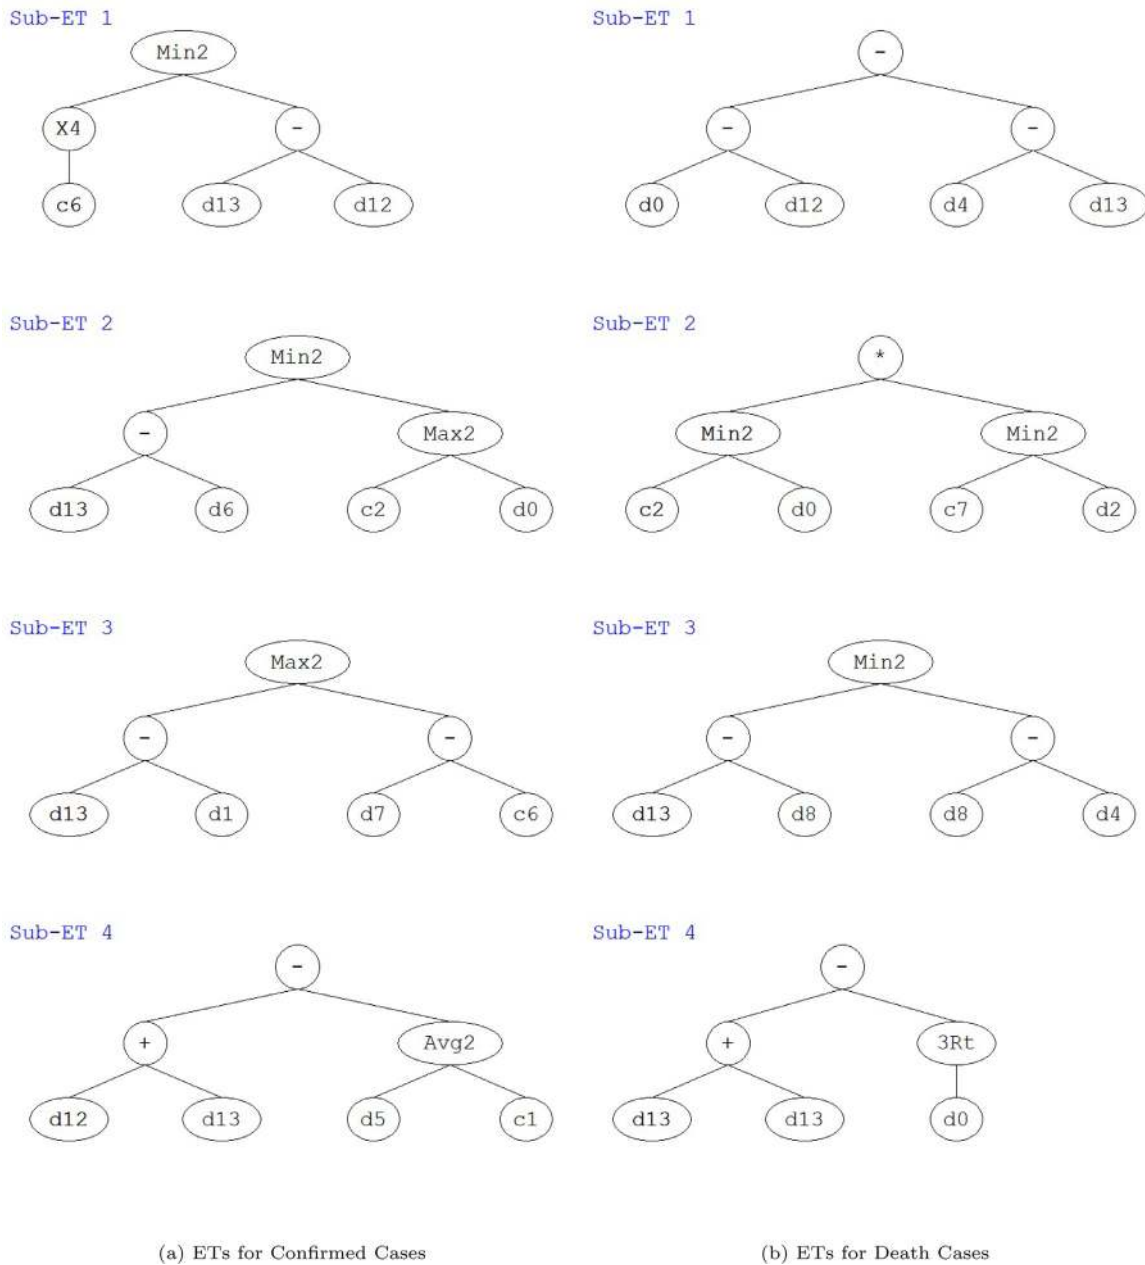 Sub-ET 1
Min2
X4 -
c6 d13 d12
Sub-ET 2
Min2
- Max2
d13 d6 c2 d0
Sub-ET 3
Max2
- -
d13 d1 d7 c6
Sub-ET 4
-
+ Avg2
d12 d13 d5 c1
(a) ETs for Confirmed Cases
Sub-ET 1
-
- -
d0 d12 d4 d13
Sub-ET 2
*
Min2 Min2
c2 d0 c7 d2
Sub-ET 3
Min2
- -
d13 d8 d8 d4
Sub-ET 4
-
+ 3Rt
d13 d13 d0
(b) ETs for Death Cases